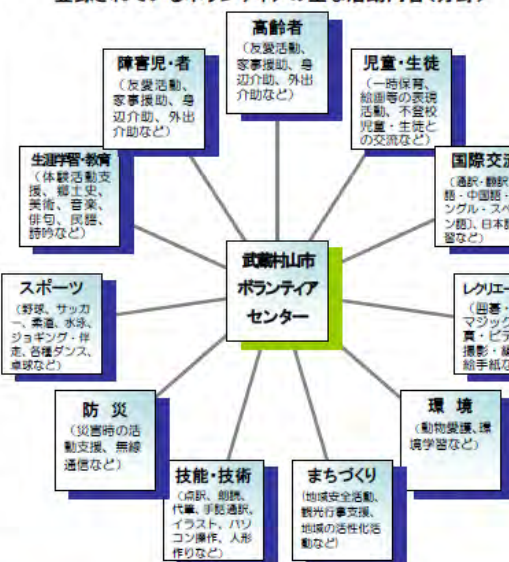 高齢者
（友愛活動、
家事援助、身
辺介助、外出
介助など）
障害児・者
（友愛活動、
家事援助、身
辺介助、外出
介助など）
児童・生徒
（一時保育、
絵画等の表現
活動、不登校
児童・生徒と
の交流など）
生涯学習・教育
（体験活動支
援、郷土史、
美術、音楽、
俳句、民謡、
詩吟など）
国際交流
（通訳・翻訳
語・中国語・
ングル・スペ
ン語）、日本語
習など）
武蔵村山市
ボランティア
センター
スポーツ
（野球、サッカ
ー、柔道、水泳、
ジョギング・伴
走、各種ダンス、
卓球など）
レクリエー
（囲碁・
マジック
真・ビデ
撮影・編
絵手紙な
防 災
（災害時の活
動支援、無線
通信など）
環 境
（動物愛護、環
境学習など）
技能・技術
（点訳、朗読、
代筆、手話通訳、
イラスト、パソ
コン操作、人形
作りなど）
まちづくり
（地域安全活動、
観光行事支援、
地域の活性化活
動など）